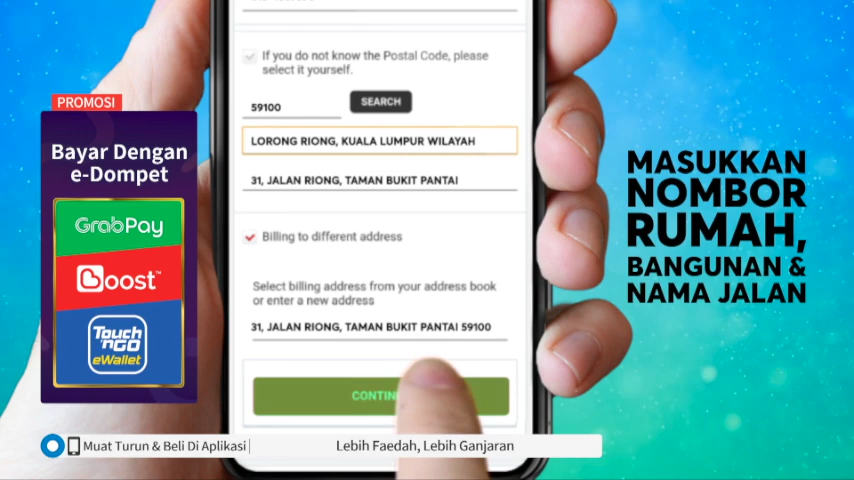 If you do not know the Postal Code, please
select it yourself.
59100
SEARCH
LORONG RIONG, KUALA LUMPUR WILAYAH
31, JALAN RIONG, TAMAN BUKIT PANTAI
Billing to different address
Select billing address from your address book
or enter a new address
31, JALAN RIONG, TAMAN BUKIT PANTAI 59100
PROMOSI
Bayar Dengan
e-Dompet
GrabPay
Boost™
Touch
'nGO
eWallet
MASUKKAN
NOMBOR
RUMAH,
BANGUNAN &
NAMA JALAN
Muat Turun & Beli Di Aplikasi
Lebih Faedah, Lebih Ganjaran